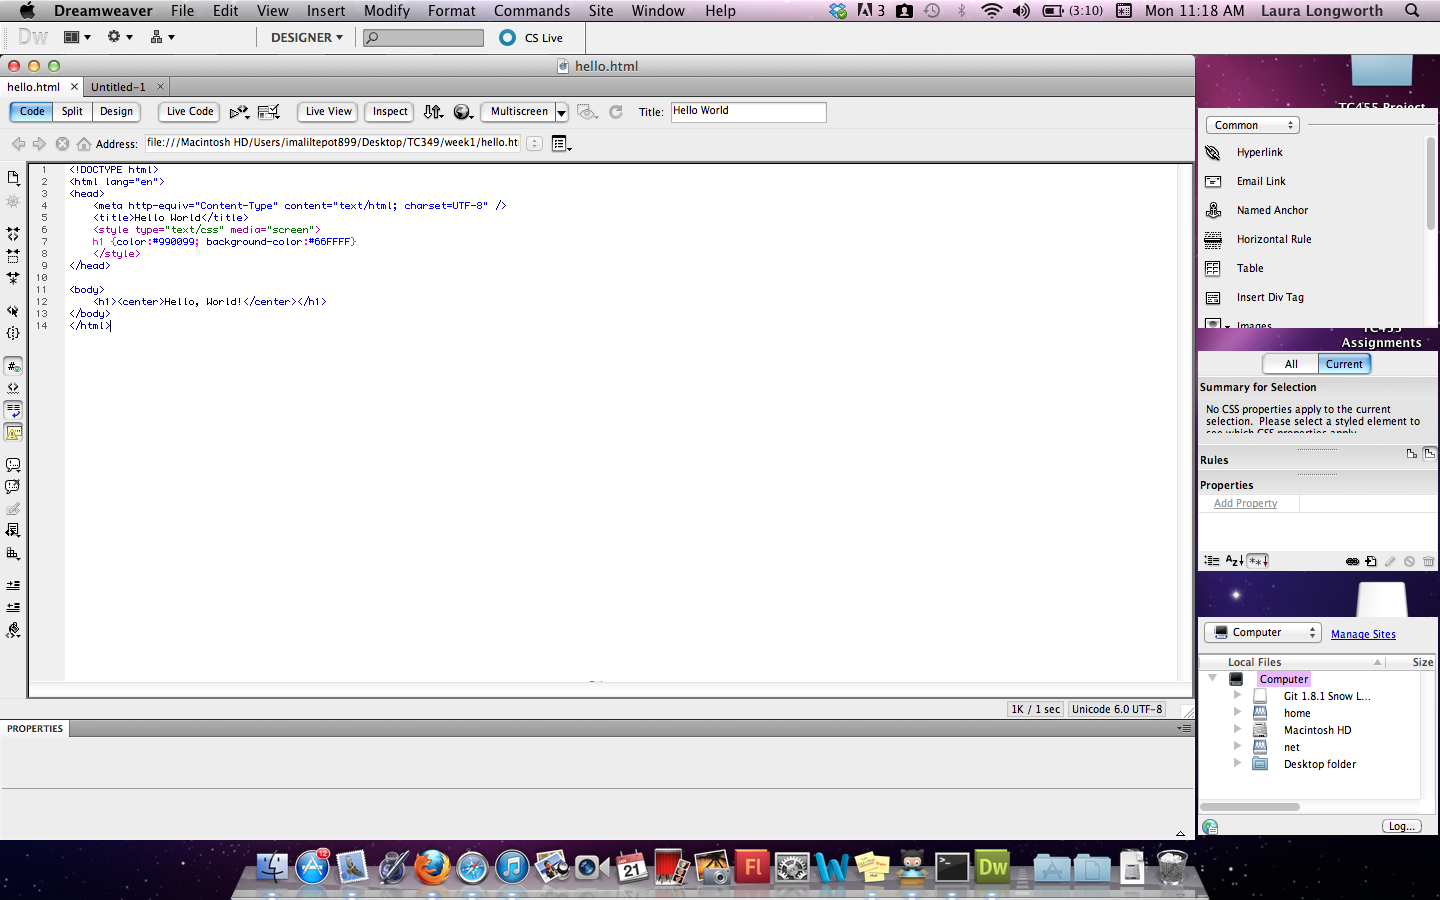 Dreamweaver File Edit View Insert Modify Format Commands Site Window Help 3 (3:10) Mon 11:18 AM Laura Longworth
Dw DESIGNER CS Live
hello.html
hello.html Untitled-1
Code Split Design Live Code Live View Inspect Multiscreen Title: Hello World
Address: file:///Macintosh HD/Users/imaliltepot899/Desktop/TC349/week1/hello.ht
1 <!DOCTYPE html>
2 <html lang="en">
3 <head>
4 <meta http-equiv="Content-Type" content="text/html; charset=UTF-8" />
5 <title>Hello World</title>
6 <style type="text/css" media="screen">
7 h1 {color:#990099; background-color:#66FFFF}
8 </style>
9 </head>
10
11 <body>
12 <h1><center>Hello, World!</center></h1>
13 </body>
14 </html>
1K / 1 sec Unicode 6.0 UTF-8
PROPERTIES
TC455 Project
Common
Hyperlink
Email Link
Named Anchor
Horizontal Rule
Table
Insert Div Tag
Images
TC455
Assignments
All Current
Summary for Selection
No CSS properties apply to the current
selection. Please select a styled element to
see which CSS properties apply
Rules
Properties
Add Property
Computer Manage Sites
Local Files Size
Computer
Git 1.8.1 Snow L...
home
Macintosh HD
net
Desktop folder
Log...
12
JAN
21
Fl
W
Dw